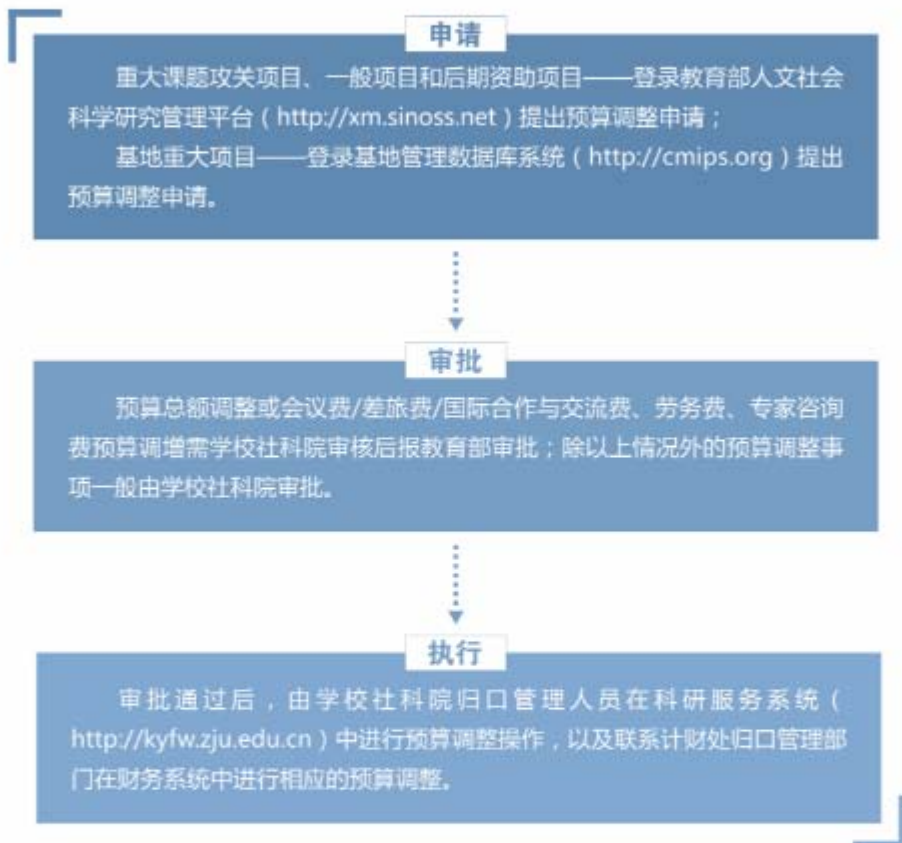 申请
重大课题攻关项目、一般项目和后期资助项目——登录教育部人文社会
科学研究管理平台（http://xm.sinoss.net）提出预算调整申请；
基地重大项目——登录基地管理数据库系统（http://cmips.org）提出
预算调整申请。
审批
预算总额调整或会议费/差旅费/国际合作与交流费、劳务费、专家咨询
费预算调增需学校社科院审核后报教育部审批；除以上情况外的预算调整事
项一般由学校社科院审批。
执行
审批通过后，由学校社科院归口管理人员在科研服务系统（
http://kyfw.zju.edu.cn）中进行预算调整操作，以及联系计财处归口管理部
门在财务系统中进行相应的预算调整。